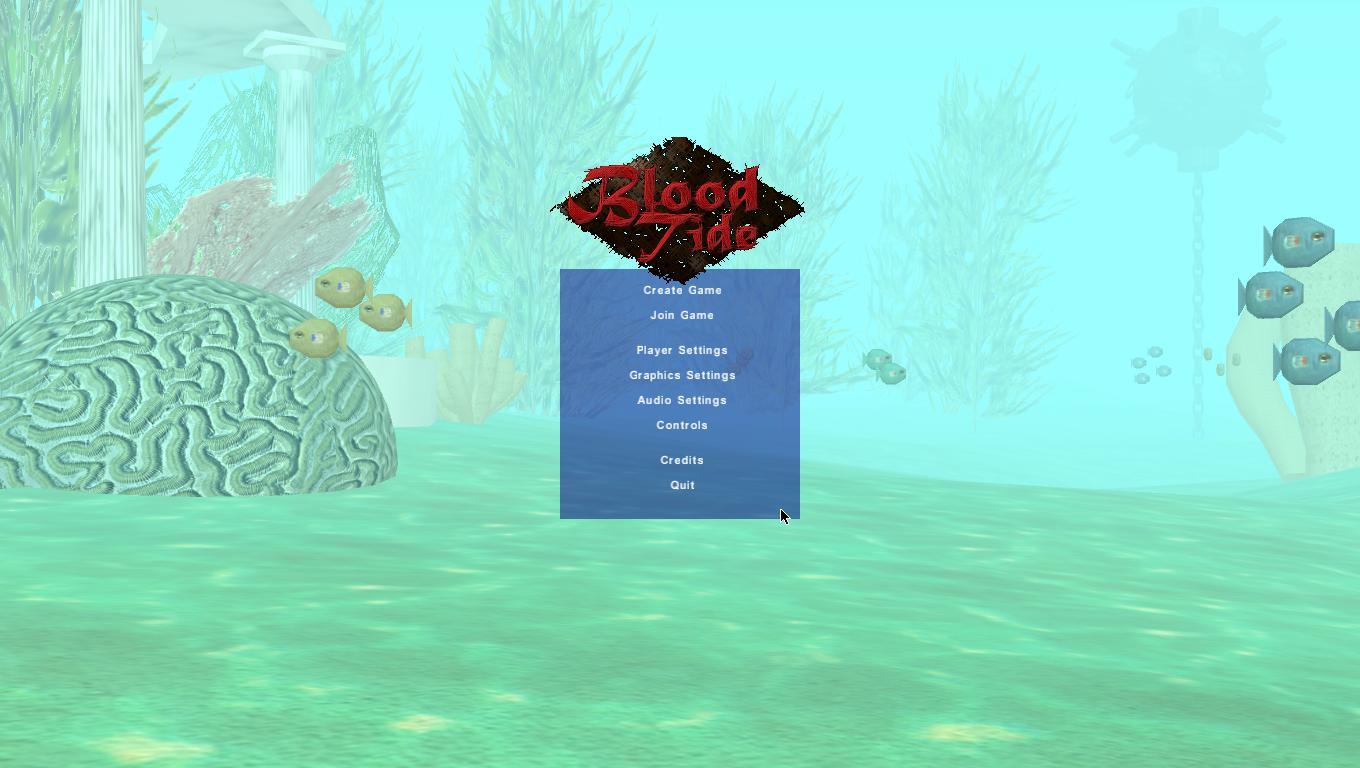 Blood
Tide
Create Game
Join Game
Player Settings
Graphics Settings
Audio Settings
Controls
Credits
Quit